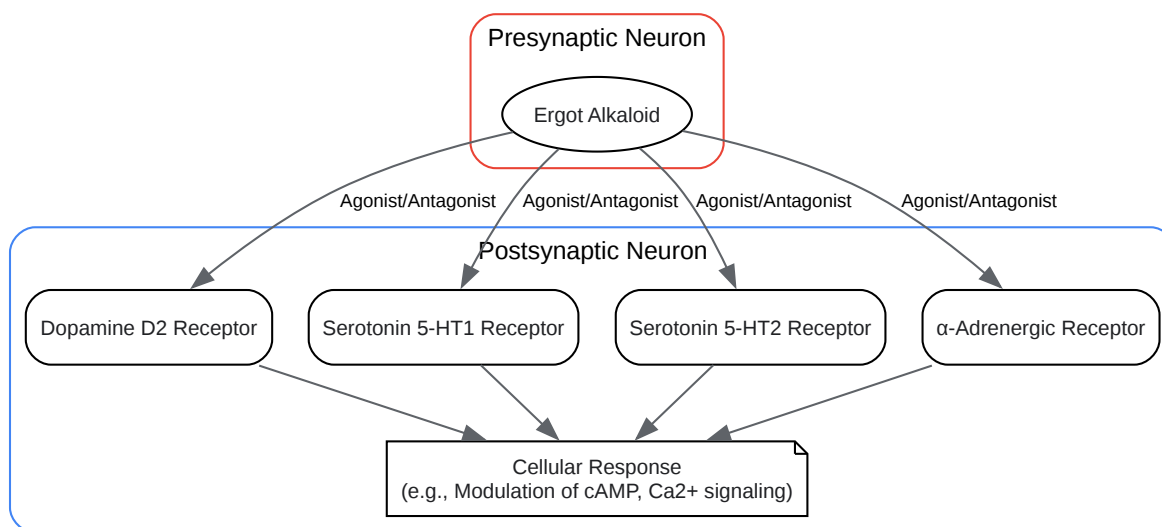 Presynaptic Neuron
Ergot Alkaloid
Agonist/Antagonist
Agonist/Antagonist
Agonist/Antagonist
Agonist/Antagonist
Postsynaptic Neuron
Dopamine D2 Receptor
Serotonin 5-HT1 Receptor
Serotonin 5-HT2 Receptor
α-Adrenergic Receptor
Cellular Response
(e.g., Modulation of cAMP, Ca2+ signaling)